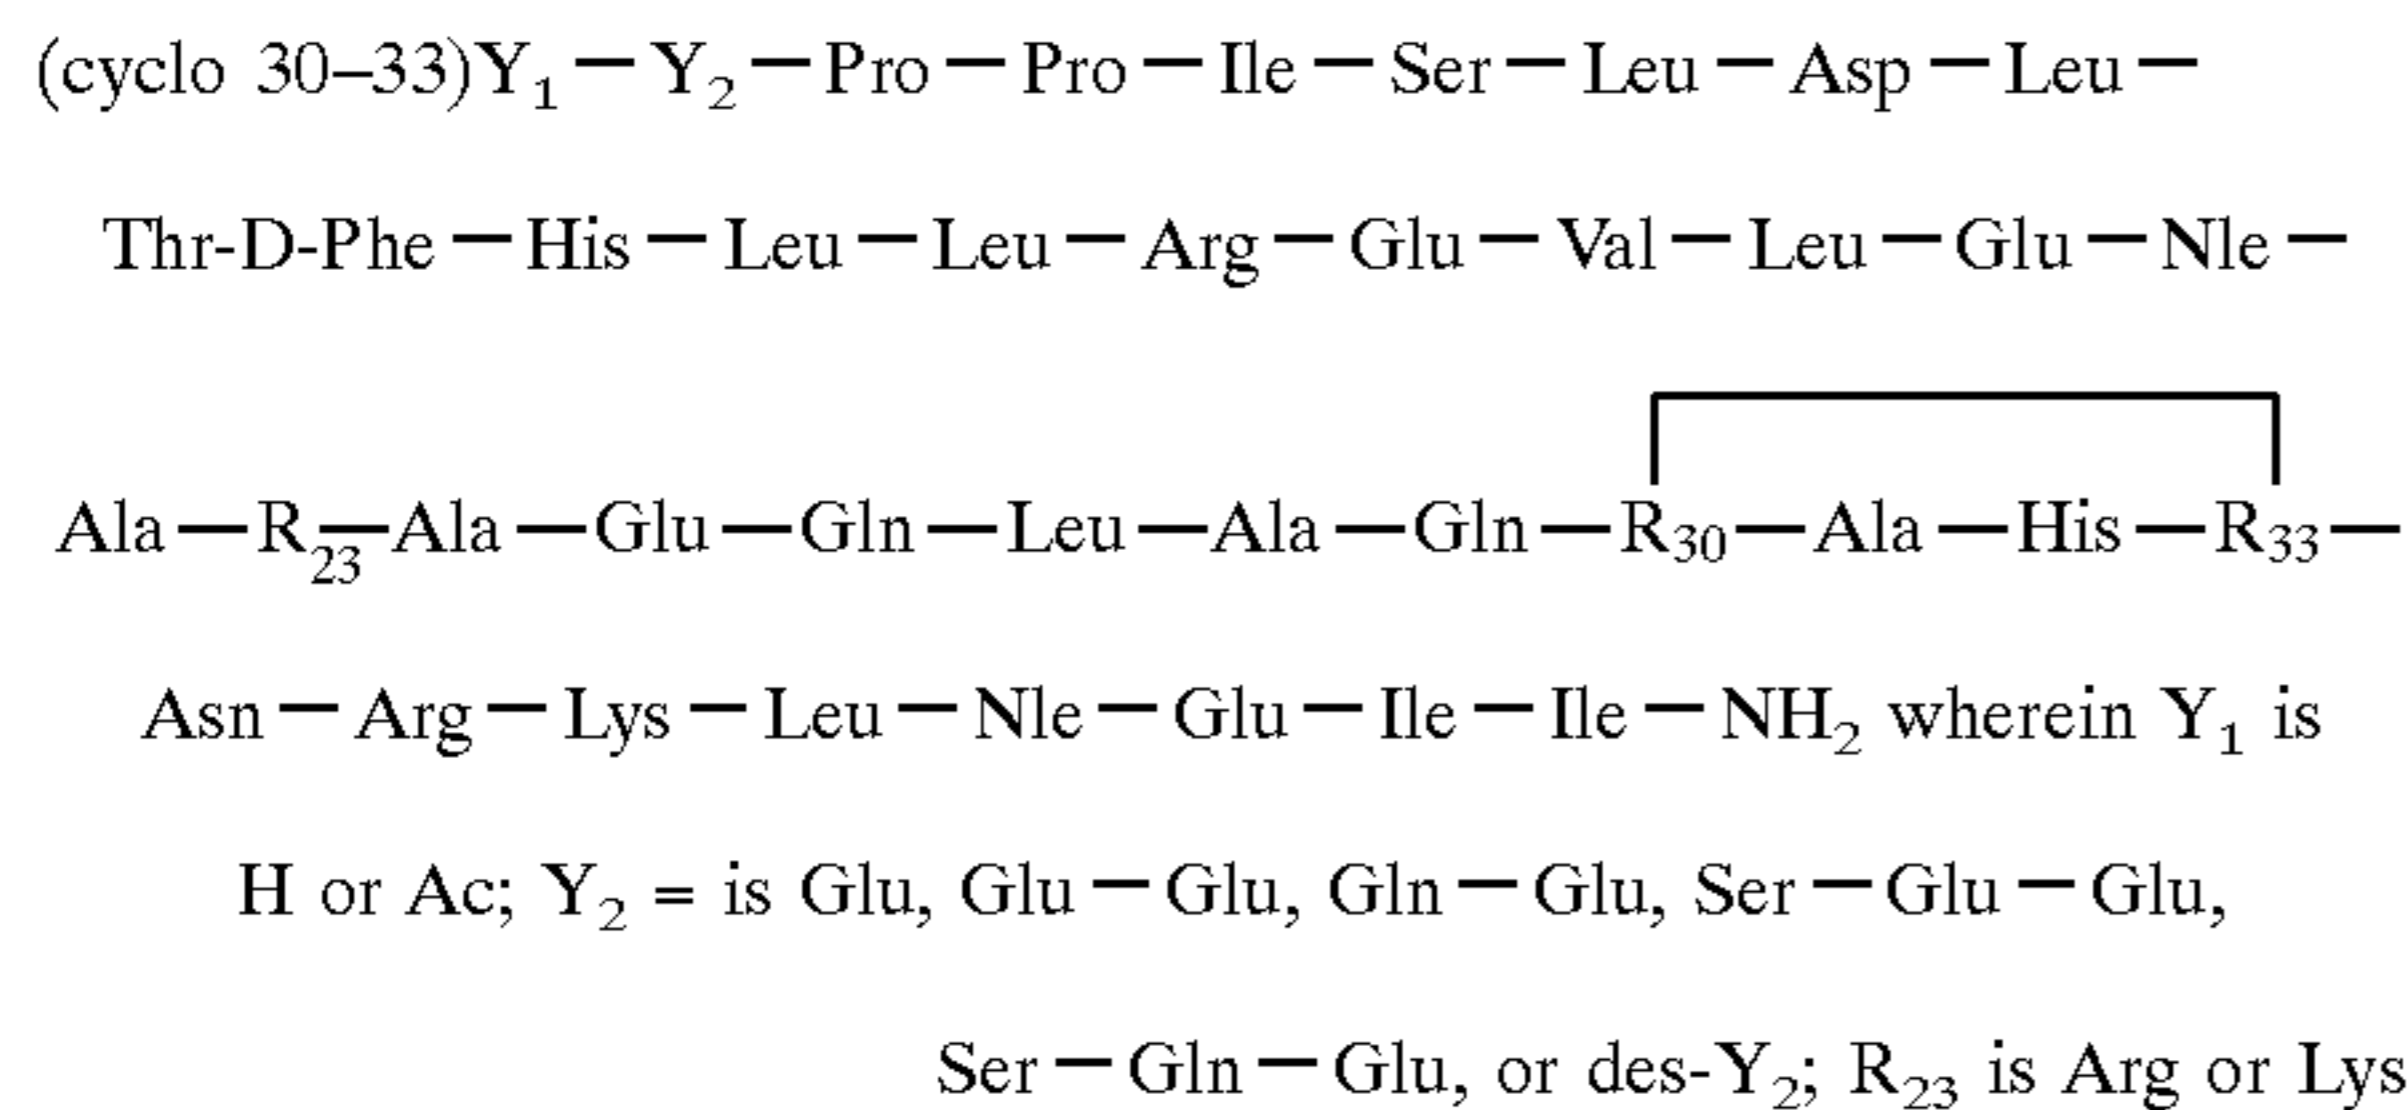 (cyclo 30–33)Y₁—Y₂—Pro—Pro—Ile—Ser—Leu—Asp—Leu—
Thr-D-Phe—His—Leu—Leu—Arg—Glu—Val—Leu—Glu—Nle—
Ala—R₂₃—Ala—Glu—Gln—Leu—Ala—Gln—R₃₀—Ala—His—R₃₃—
Asn—Arg—Lys—Leu—Nle—Glu—Ile—Ile—NH₂ wherein Y₁ is
H or Ac; Y₂ = is Glu, Glu—Glu, Gln—Glu, Ser—Glu—Glu,
Ser—Gln—Glu, or des-Y₂; R₂₃ is Arg or Lys